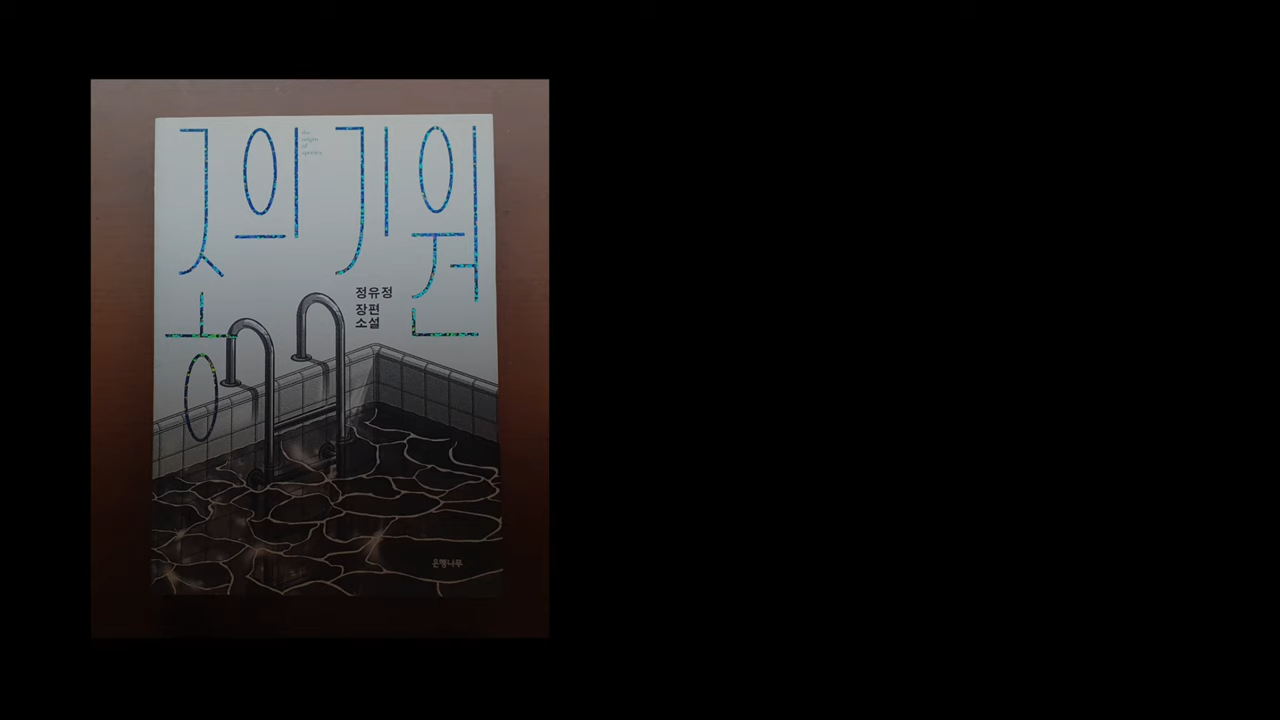 종의 기원
the
origin
of
species
정유정
장편
소설
은행나무